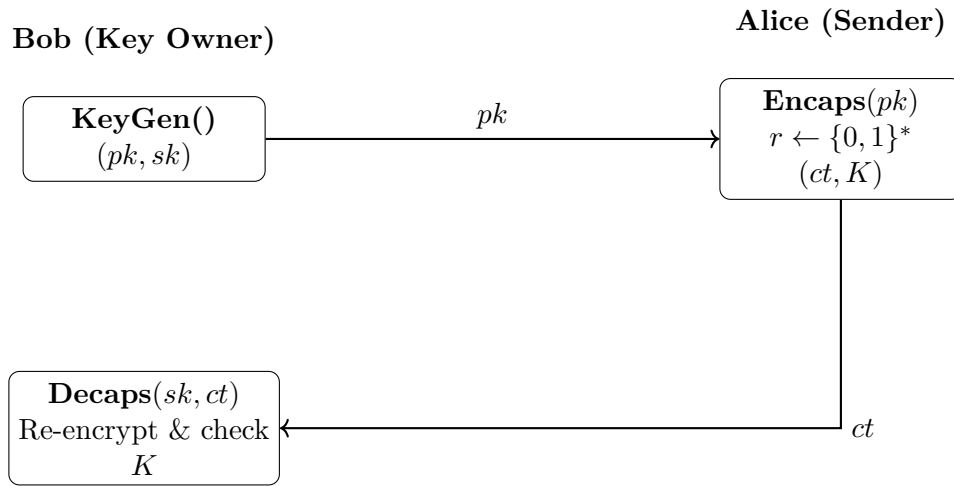 Bob (Key Owner)
Alice (Sender)
KeyGen()
(pk, sk)
pk
Encaps(pk)
r ← {0, 1}*
(ct, K)
Decaps(sk, ct)
Re-encrypt & check
K
ct